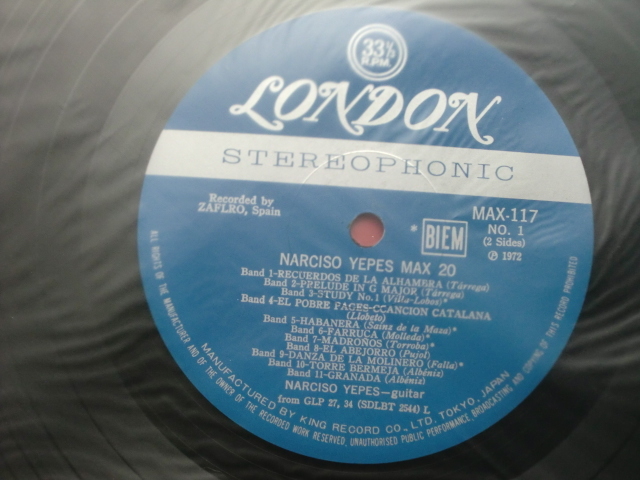 33⅓
R.P.M.
LONDON
STEREOPHONIC
Recorded by
ZAFLRO, Spain
* BIEM
MAX-117
NO. 1
(2 Sides)
Ⓟ 1972
NARCISO YEPES MAX 20
Band 1-RECUERDOS DE LA ALHAMBRA (Tárrega)
Band 2-PRELUDE IN G MAJOR (Tárrega)
Band 3-STUDY No.1 (Villa-Lobos)*
Band 4-EL POBRE PAGES-CCANCION CATALANA
(Llobeto)
Band 5-HABANERA (Sainz de la Maza)*
Band 6-FARRUCA (Molleda)*
Band 7-MADROÑOS (Torroba)*
Band 8-EL ABEJORRO (Pujol)
Band 9-DANZA DE LA MOLINERO (Falla)*
Band 10-TORRE BERMEJA (Albéniz)
Band 11-GRANADA (Albéniz)
NARCISO YEPES—guitar
from GLP 27, 34 (SDLBT 2544) L
MANUFACTURED BY KING RECORD CO., LTD. TOKYO, JAPAN
ALL RIGHTS OF THE MANUFACTURER AND OF THE OWNER OF THE RECORDED WORK RESERVED, UNAUTHORISED PUBLIC PERFORMANCE, BROADCASTING AND COPYING OF THIS RECORD PROHIBITED